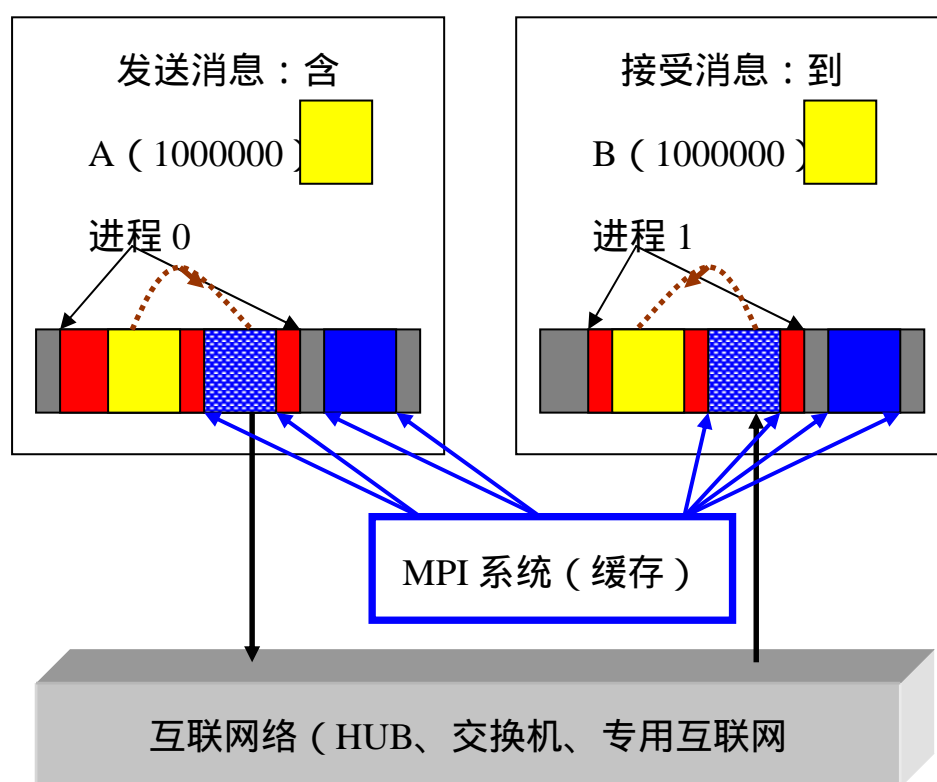 发送消息：含
A（1000000）
进程 0
接受消息：到
B（1000000）
进程 1
MPI 系统（缓存）
互联网络（HUB、交换机、专用互联网